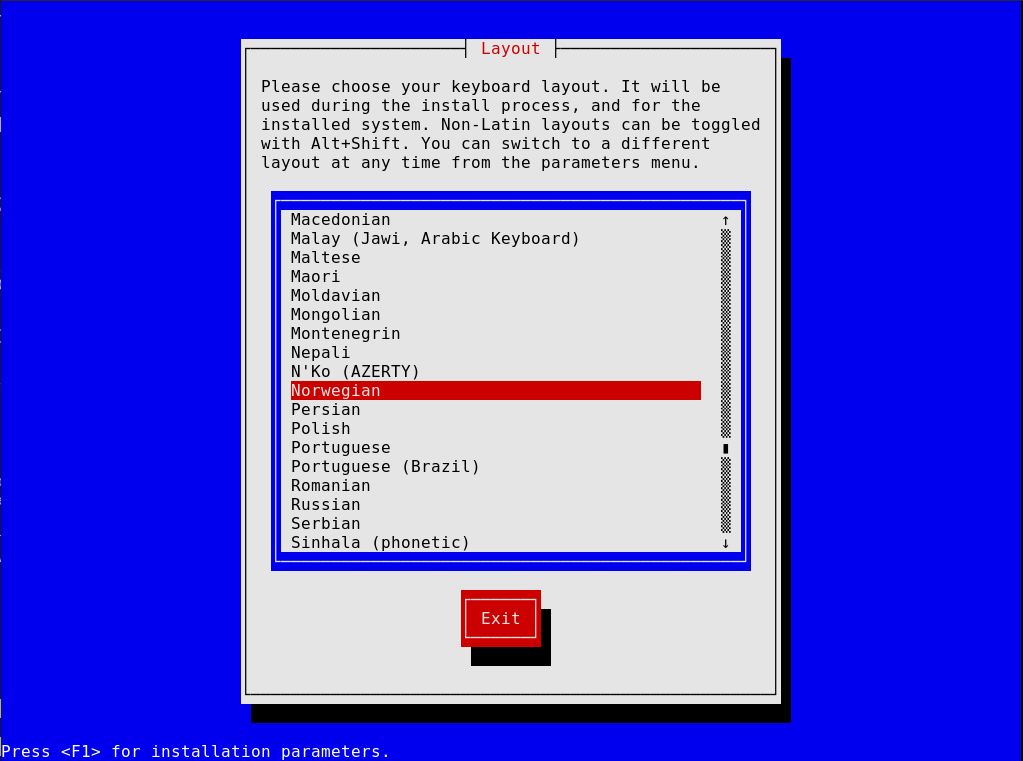 Layout
Please choose your keyboard layout. It will be
used during the install process, and for the
installed system. Non-Latin layouts can be toggled
with Alt+Shift. You can switch to a different
layout at any time from the parameters menu.
Macedonian
Malay (Jawi, Arabic Keyboard)
Maltese
Maori
Moldavian
Mongolian
Montenegrin
Nepali
N'Ko (AZERTY)
Norwegian
Persian
Polish
Portuguese
Portuguese (Brazil)
Romanian
Russian
Serbian
Sinhala (phonetic)
Exit
Press <F1> for installation parameters.